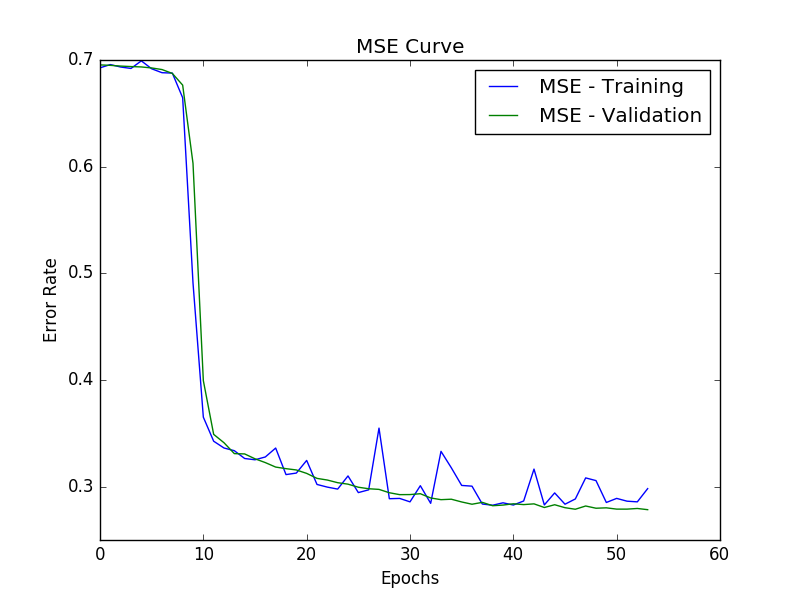 MSE Curve
MSE - Training
MSE - Validation
0.7
0.6
0.5
0.4
0.3
Error Rate
0 10 20 30 40 50 60
Epochs